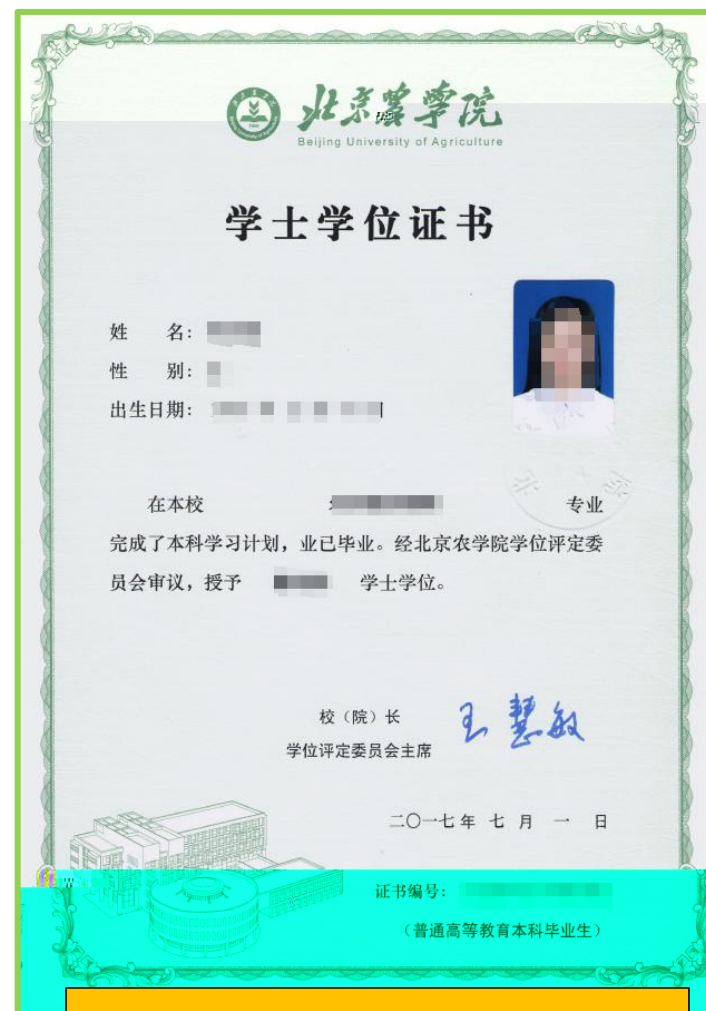 北京农学院
Beijing University of Agriculture
学士学位证书
姓 名:
性 别:
出生日期:
在本校 专业
完成了本科学习计划，业已毕业。经北京农学院学位评定委
员会审议，授予 学士学位。
校（院）长 王慧敏
学位评定委员会主席
二〇一七年 七 月 一 日
证书编号:
（普通高等教育本科毕业生）